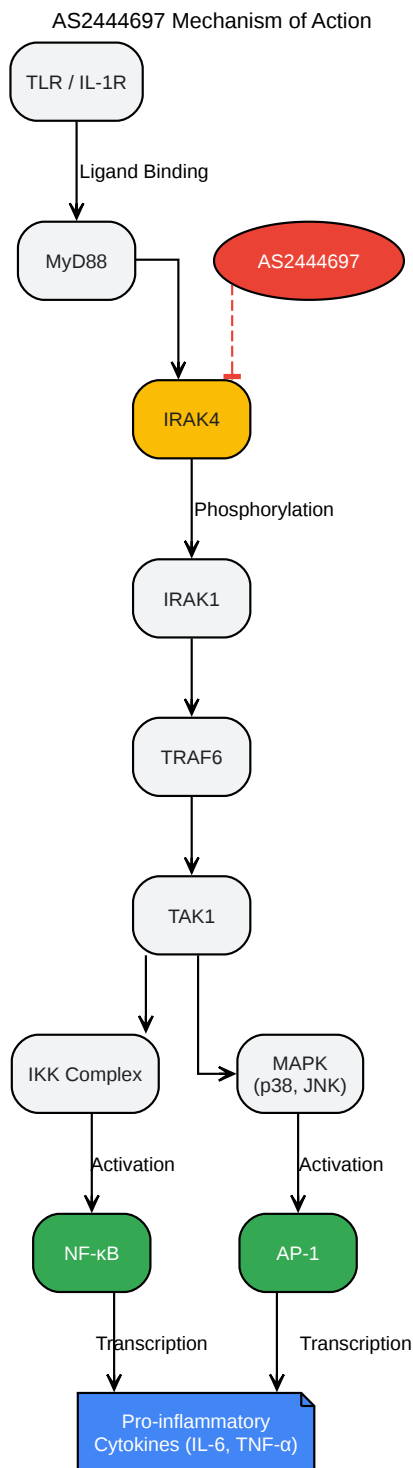 AS2444697 Mechanism of Action
TLR / IL-1R
Ligand Binding
MyD88
AS2444697
IRAK4
Phosphorylation
IRAK1
TRAF6
TAK1
IKK Complex
MAPK
(p38, JNK)
Activation
Activation
NF-κB
AP-1
Transcription
Transcription
Pro-inflammatory
Cytokines (IL-6, TNF-α)